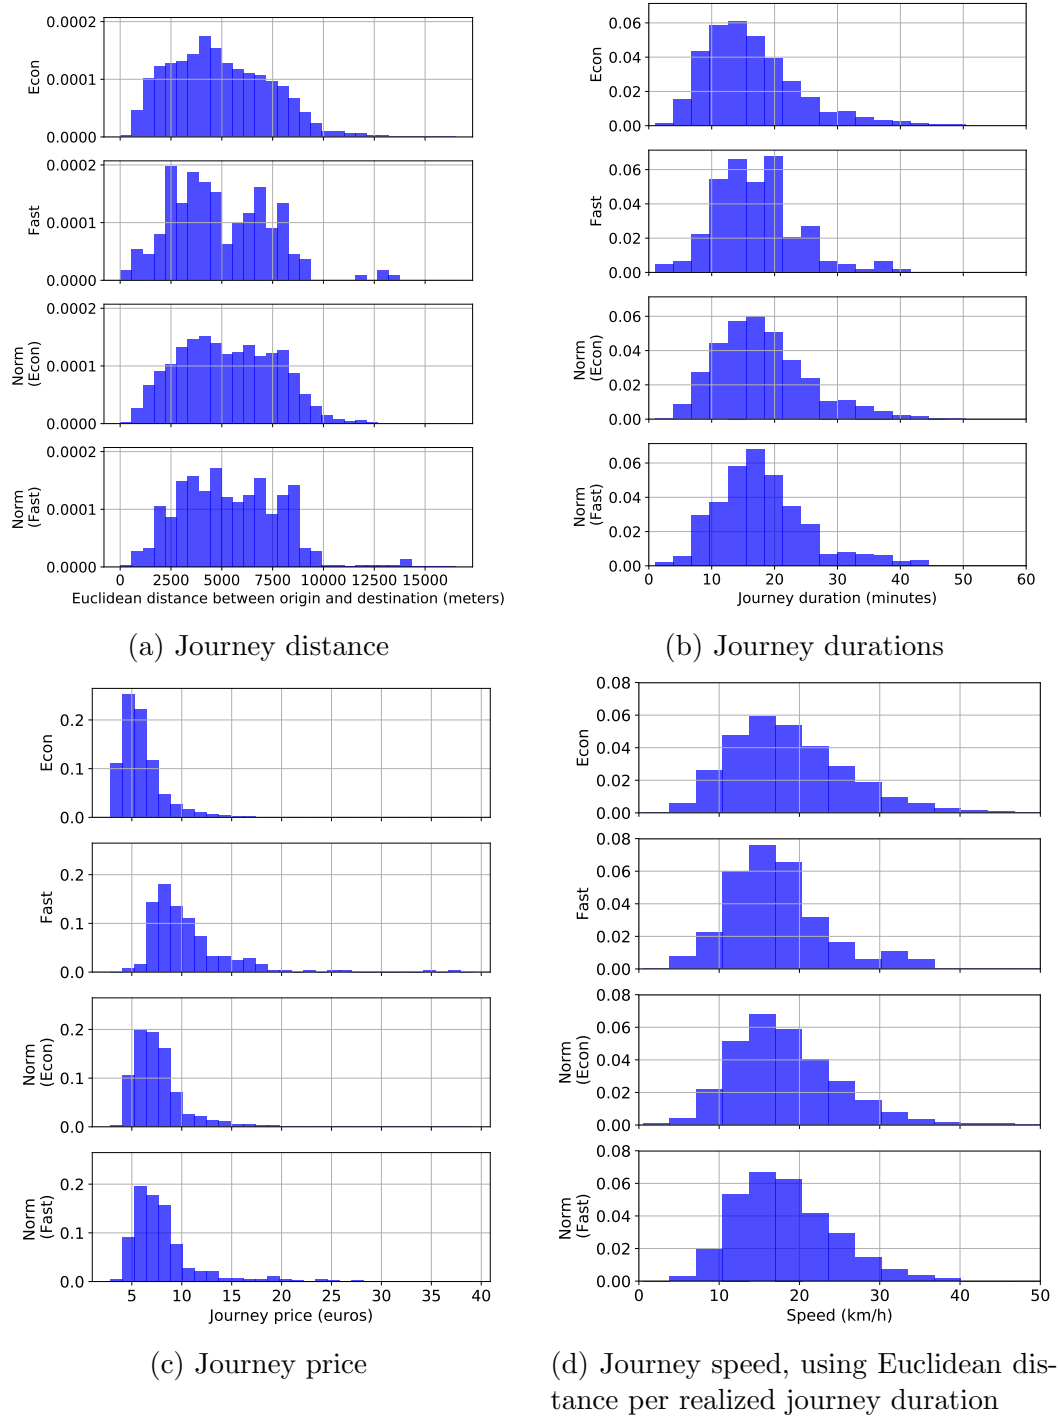 0.0002
0.0001
0.0000
Econ
0.0002
0.0001
0.0000
Fast
0.0002
0.0001
0.0000
Norm
(Econ)
0.0002
0.0001
0.0000
Norm
(Fast)
0 2500 5000 7500 10000 12500 15000
Euclidean distance between origin and destination (meters)
(a) Journey distance
0.06
0.04
0.02
0.00
Econ
0.06
0.04
0.02
0.00
Fast
0.06
0.04
0.02
0.00
Norm
(Econ)
0.06
0.04
0.02
0.00
Norm
(Fast)
0 10 20 30 40 50 60
Journey duration (minutes)
(b) Journey durations
0.2
0.1
0.0
Econ
0.2
0.1
0.0
Fast
0.2
0.1
0.0
Norm
(Econ)
0.2
0.1
0.0
Norm
(Fast)
5 10 15 20 25 30 35 40
Journey price (euros)
(c) Journey price
0.08
0.06
0.04
0.02
0.00
Econ
0.08
0.06
0.04
0.02
0.00
Fast
0.08
0.06
0.04
0.02
0.00
Norm
(Econ)
0.08
0.06
0.04
0.02
0.00
Norm
(Fast)
0 10 20 30 40 50
Speed (km/h)
(d) Journey speed, using Euclidean dis-
tance per realized journey duration